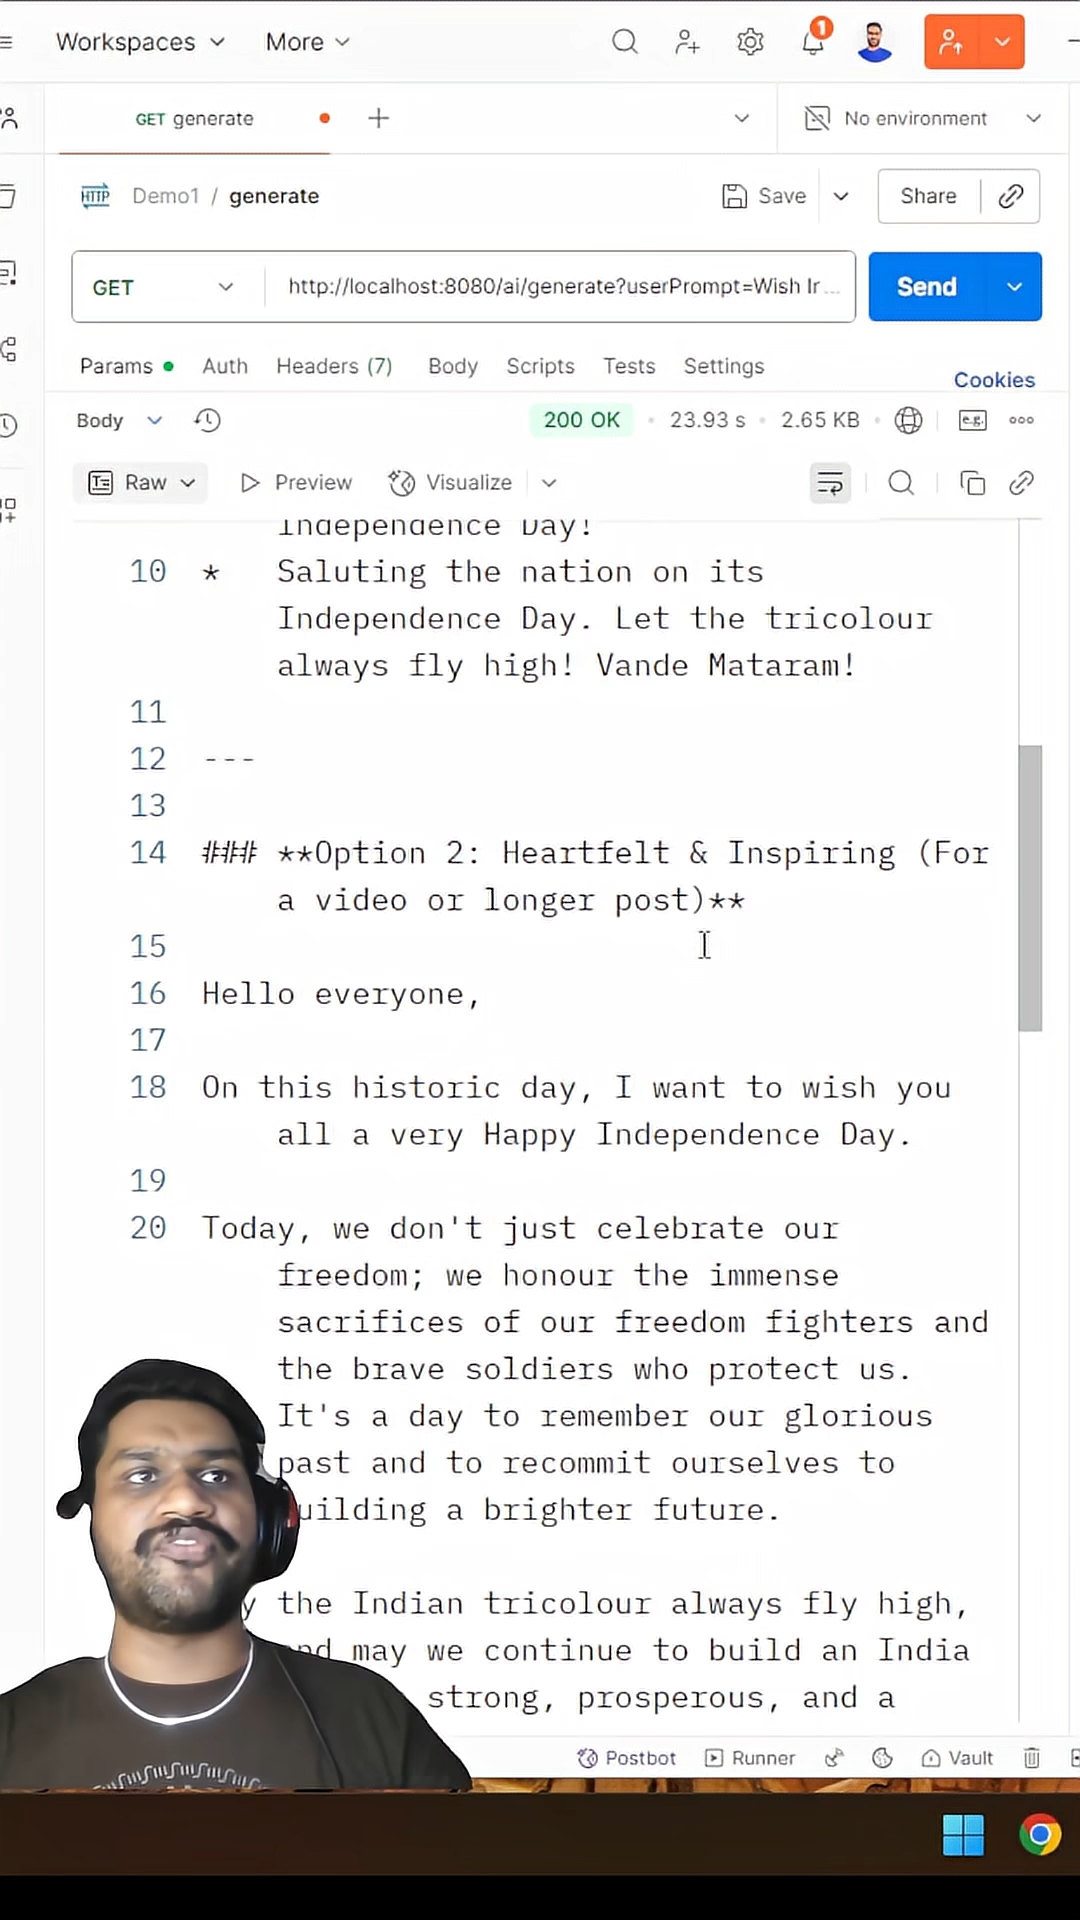 Workspaces More 1
GET generate No environment
HTTP Demo1 / generate Save Share
GET http://localhost:8080/ai/generate?userPrompt=Wish Ir... Send
Params Auth Headers (7) Body Scripts Tests Settings
Cookies
Body 200 OK 23.93 s 2.65 KB e.g.
Raw Preview Visualize
Independence Day!
10 * Saluting the nation on its
Independence Day. Let the tricolour
always fly high! Vande Mataram!
11
12 ---
13
14 ### **Option 2: Heartfelt & Inspiring (For
a video or longer post)**
15
16 Hello everyone,
17
18 On this historic day, I want to wish you
all a very Happy Independence Day.
19
20 Today, we don't just celebrate our
freedom; we honour the immense
sacrifices of our freedom fighters and
the brave soldiers who protect us.
It's a day to remember our glorious
past and to recommit ourselves to
uilding a brighter future.
y the Indian tricolour always fly high,
nd may we continue to build an India
strong, prosperous, and a
Postbot Runner Vault